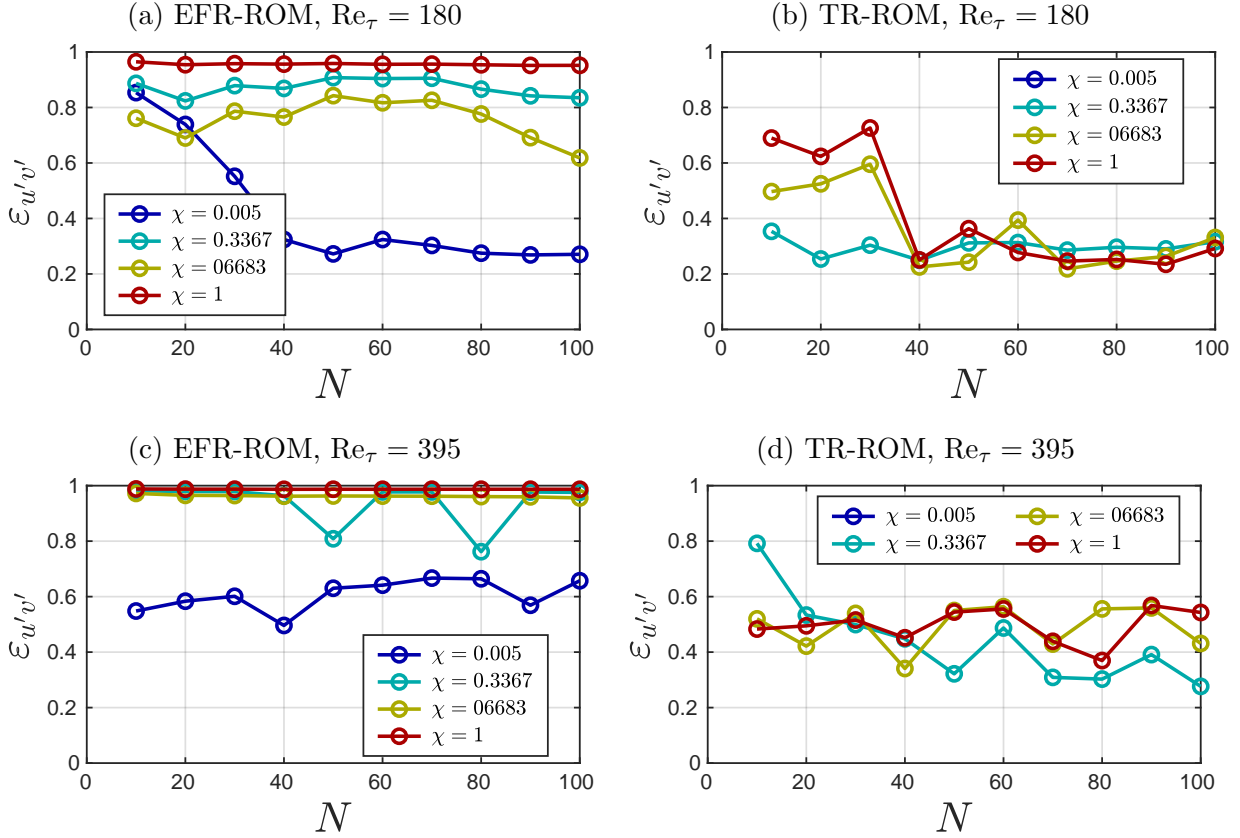 (a) EFR-ROM, Re_τ = 180
1
0.8
0.6
0.4
0.2
0
ε_{u′v′}
χ = 0.005
χ = 0.3367
χ = 06683
χ = 1
0 20 40 60 80 100
N
(b) TR-ROM, Re_τ = 180
1
0.8
0.6
0.4
0.2
0
ε_{u′v′}
χ = 0.005
χ = 0.3367
χ = 06683
χ = 1
0 20 40 60 80 100
N
(c) EFR-ROM, Re_τ = 395
1
0.8
0.6
0.4
0.2
0
ε_{u′v′}
χ = 0.005
χ = 0.3367
χ = 06683
χ = 1
0 20 40 60 80 100
N
(d) TR-ROM, Re_τ = 395
1
0.8
0.6
0.4
0.2
0
ε_{u′v′}
χ = 0.005 χ = 06683
χ = 0.3367 χ = 1
0 20 40 60 80 100
N